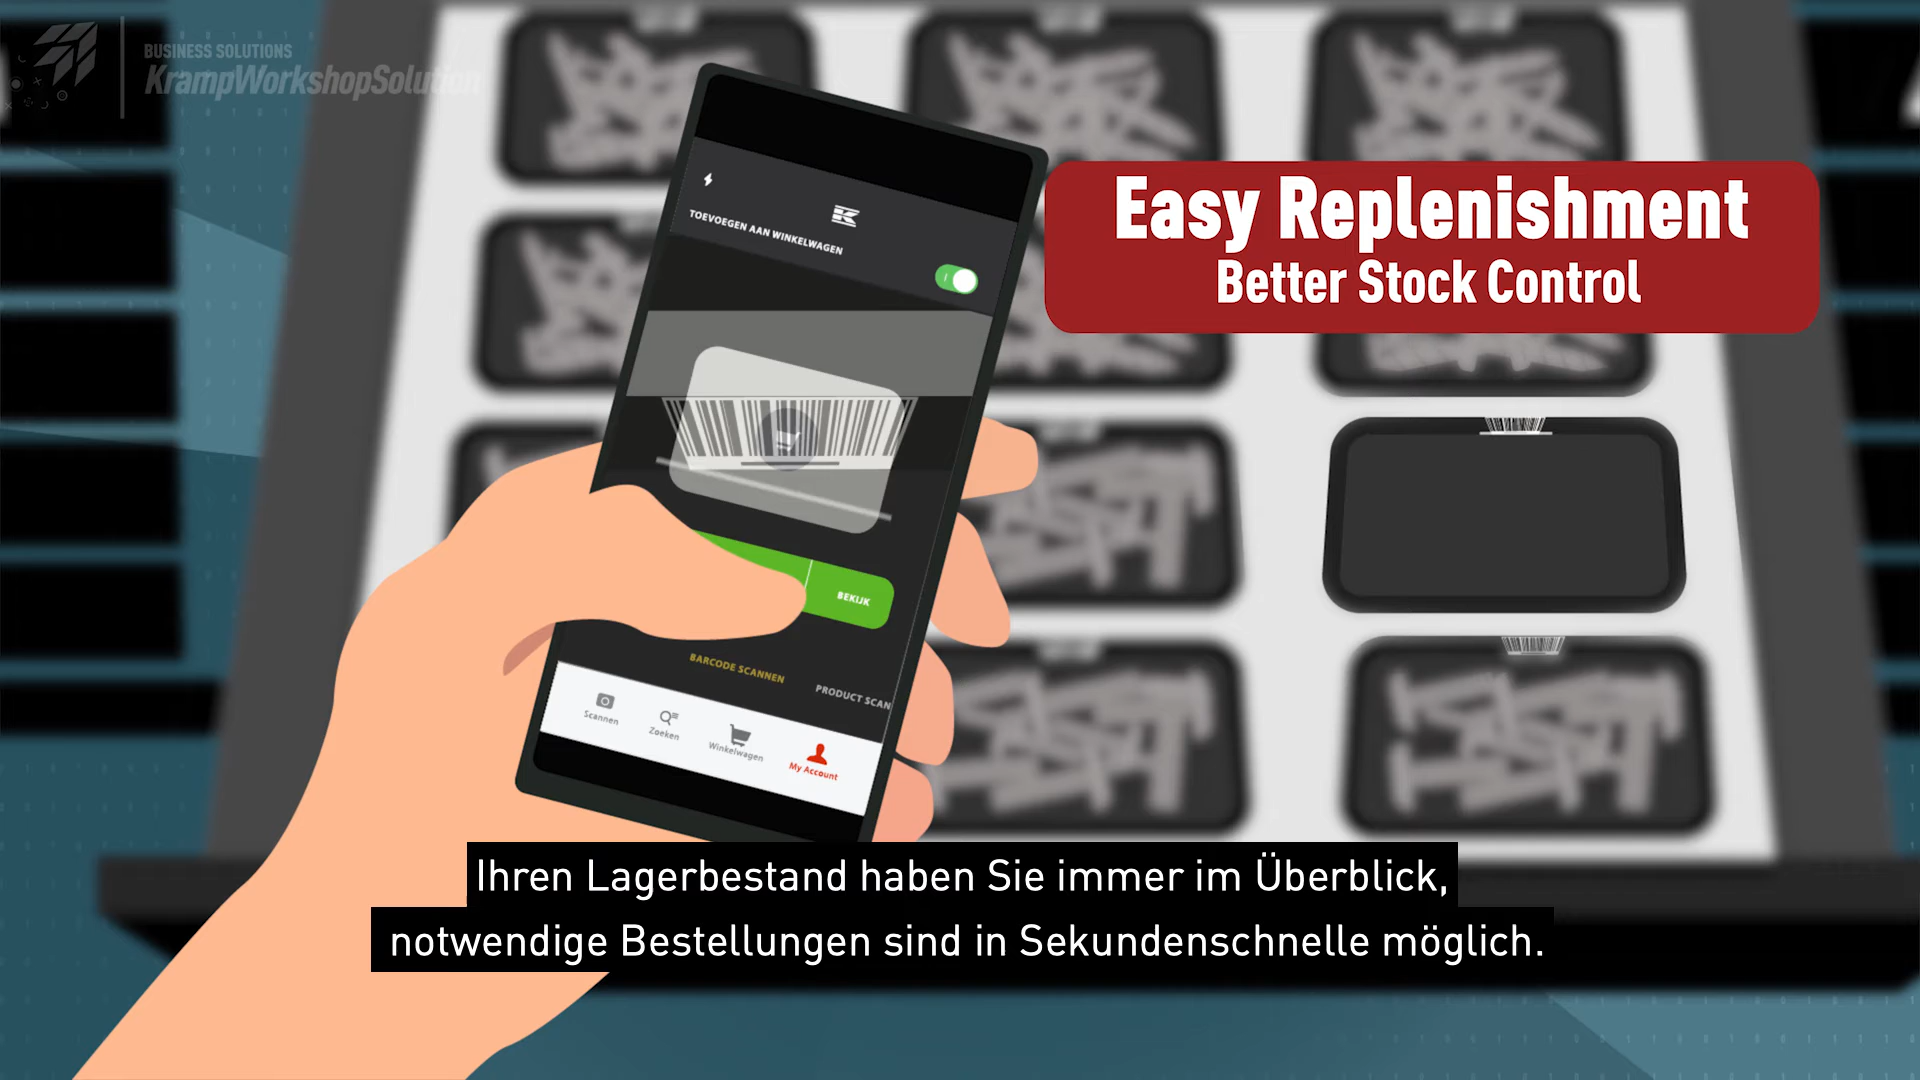 BUSINESS SOLUTIONS
KrampWorkshopSolution
Easy Replenishment
Better Stock Control
TOEVOEGEN AAN WINKELWAGEN
BEKIJK
BARCODE SCANNEN
PRODUCT SCAN
Scannen
Zoeken
Winkelwagen
My Account
Ihren Lagerbestand haben Sie immer im Überblick,
notwendige Bestellungen sind in Sekundenschnelle möglich.